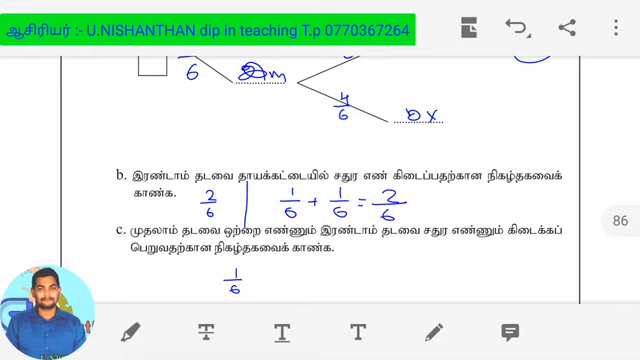 ஆசிரியர் :- U.NISHANTHAN dip in teaching T.p 0770367264
6
4/6
b. இரண்டாம் தடவை தாயக்கட்டையில் சதுர எண் கிடைப்பதற்கான நிகழ்தகவைக்
காண்க.
2/6 | 1/6 + 1/6 = 2/6
86
c. முதலாம் தடவை ஒற்றை எண்ணும் இரண்டாம் தடவை சதுர எண்ணும் கிடைக்கப்
பெறுவதற்கான நிகழ்தகவைக் காண்க.
1/6